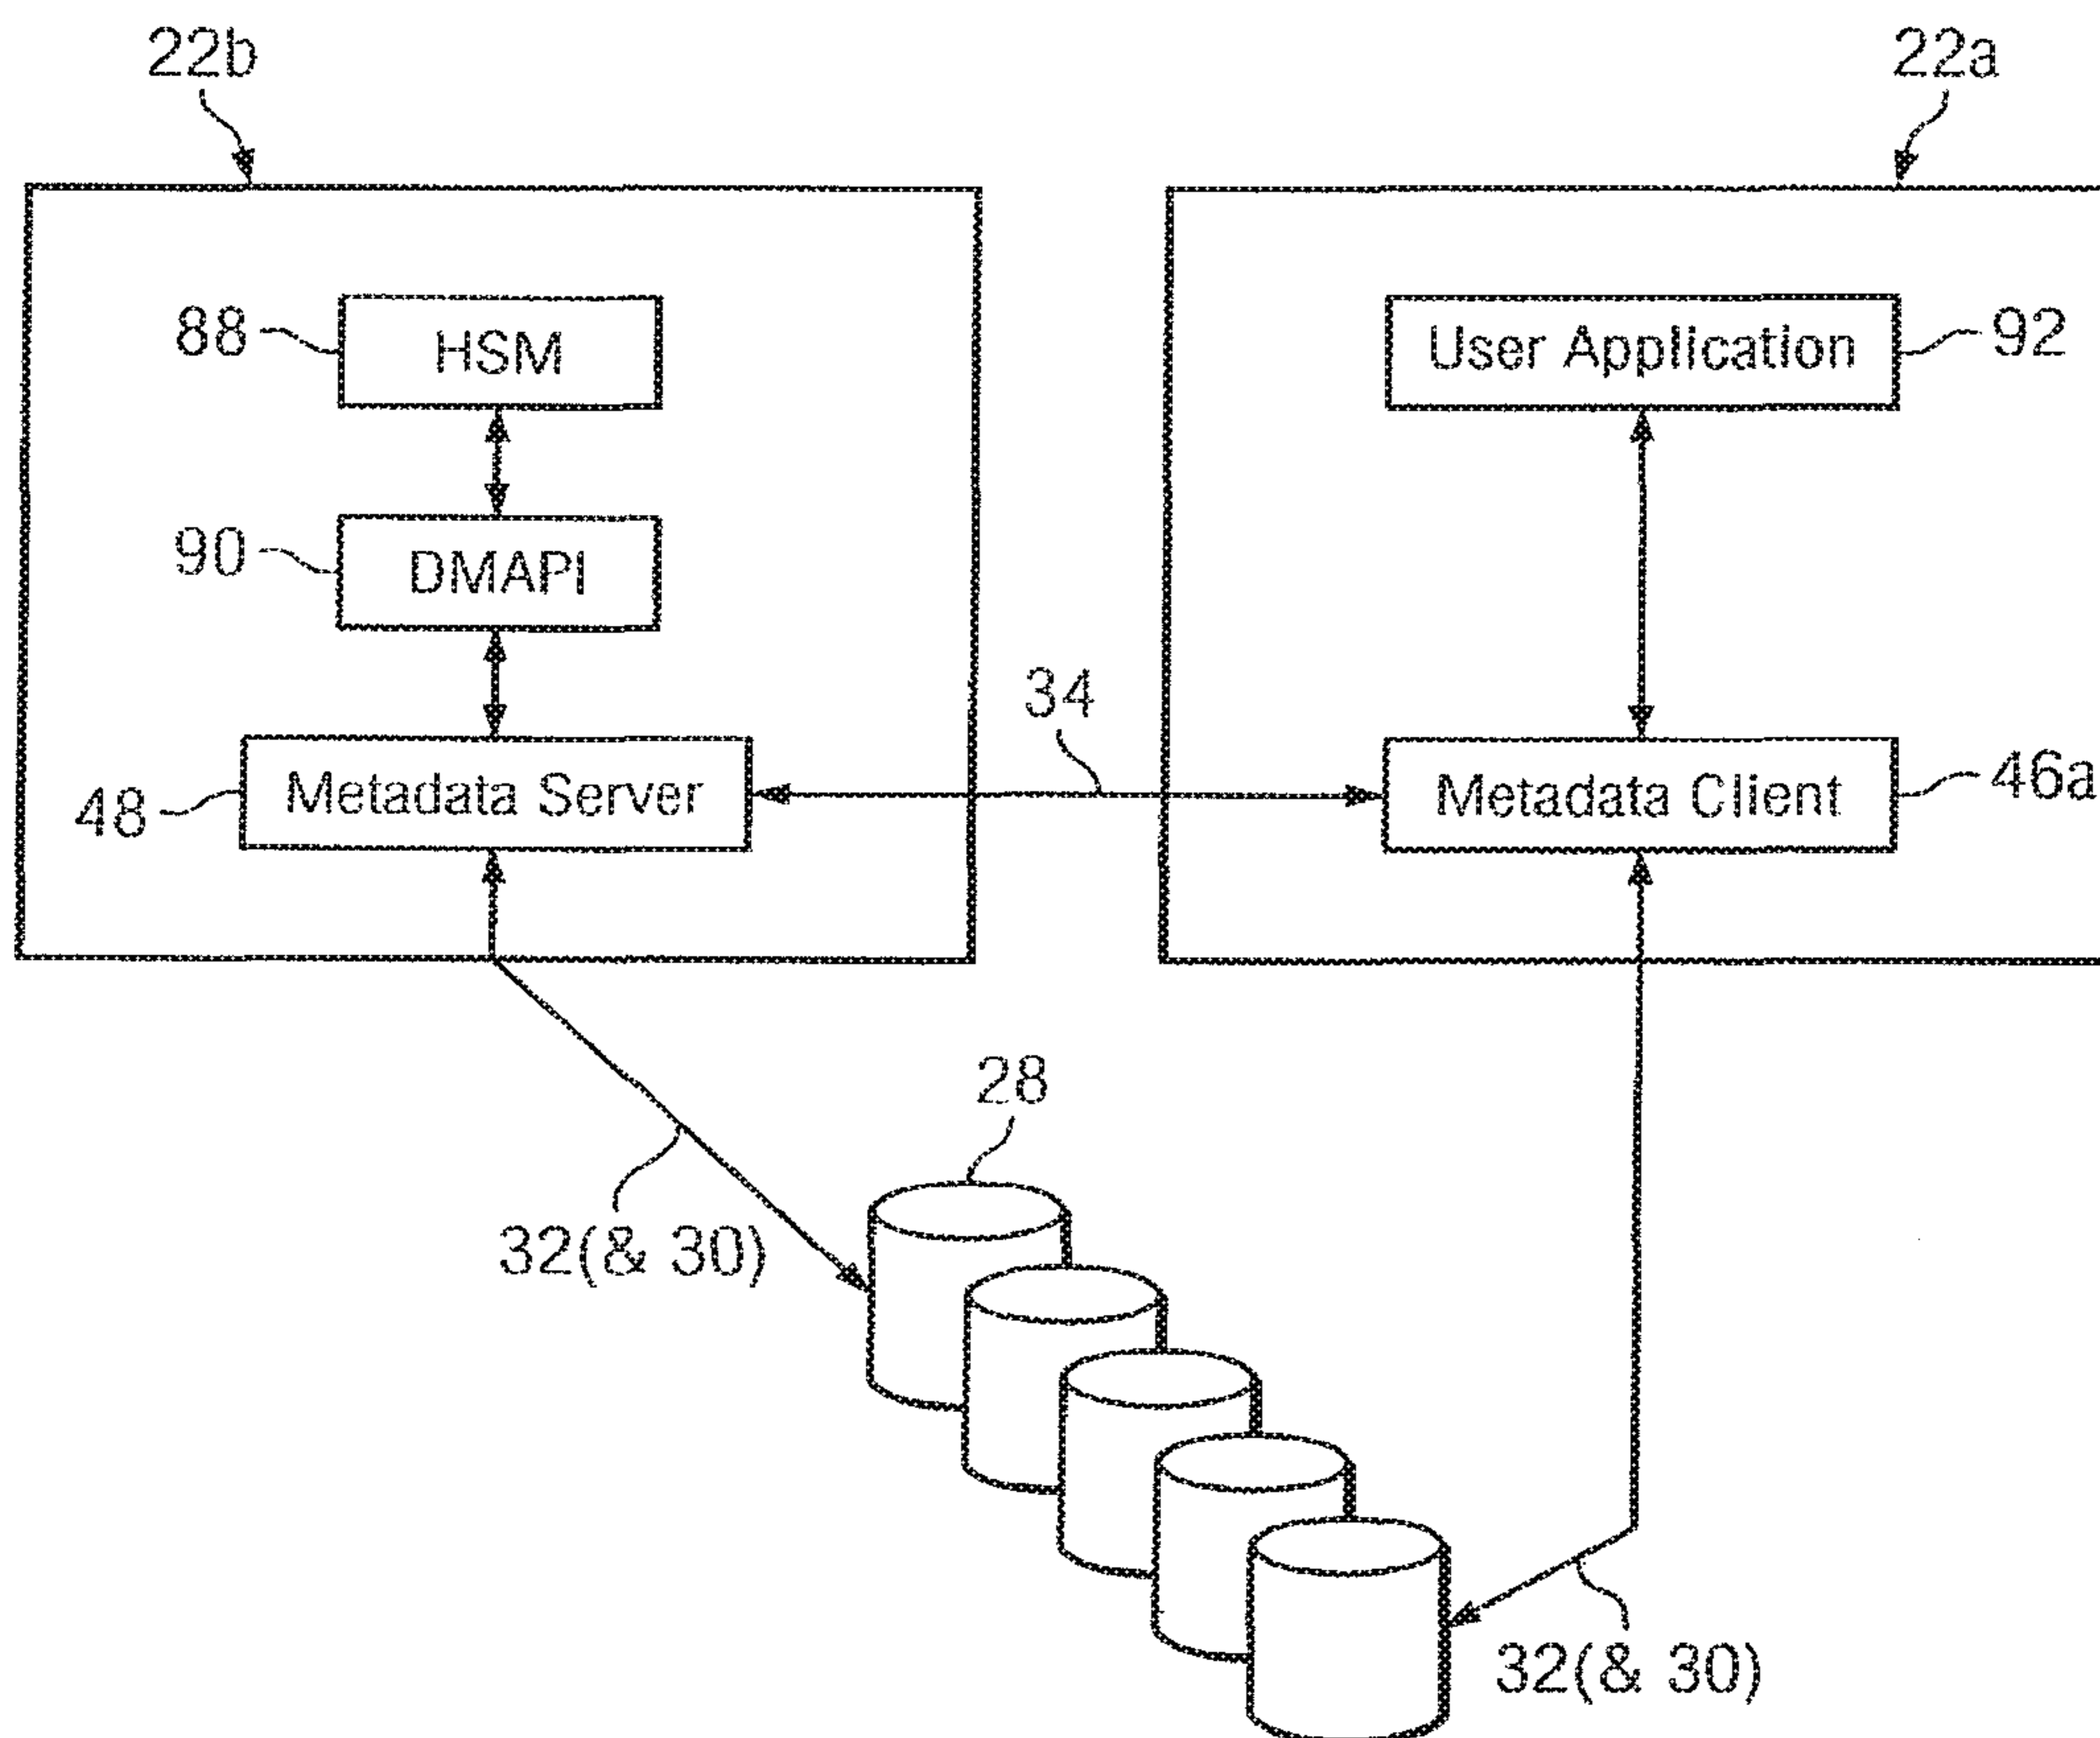 22b
22a
88
HSM
User Application
92
90
DMAPI
34
48
Metadata Server
Metadata Client
46a
28
32(& 30)
32(& 30)